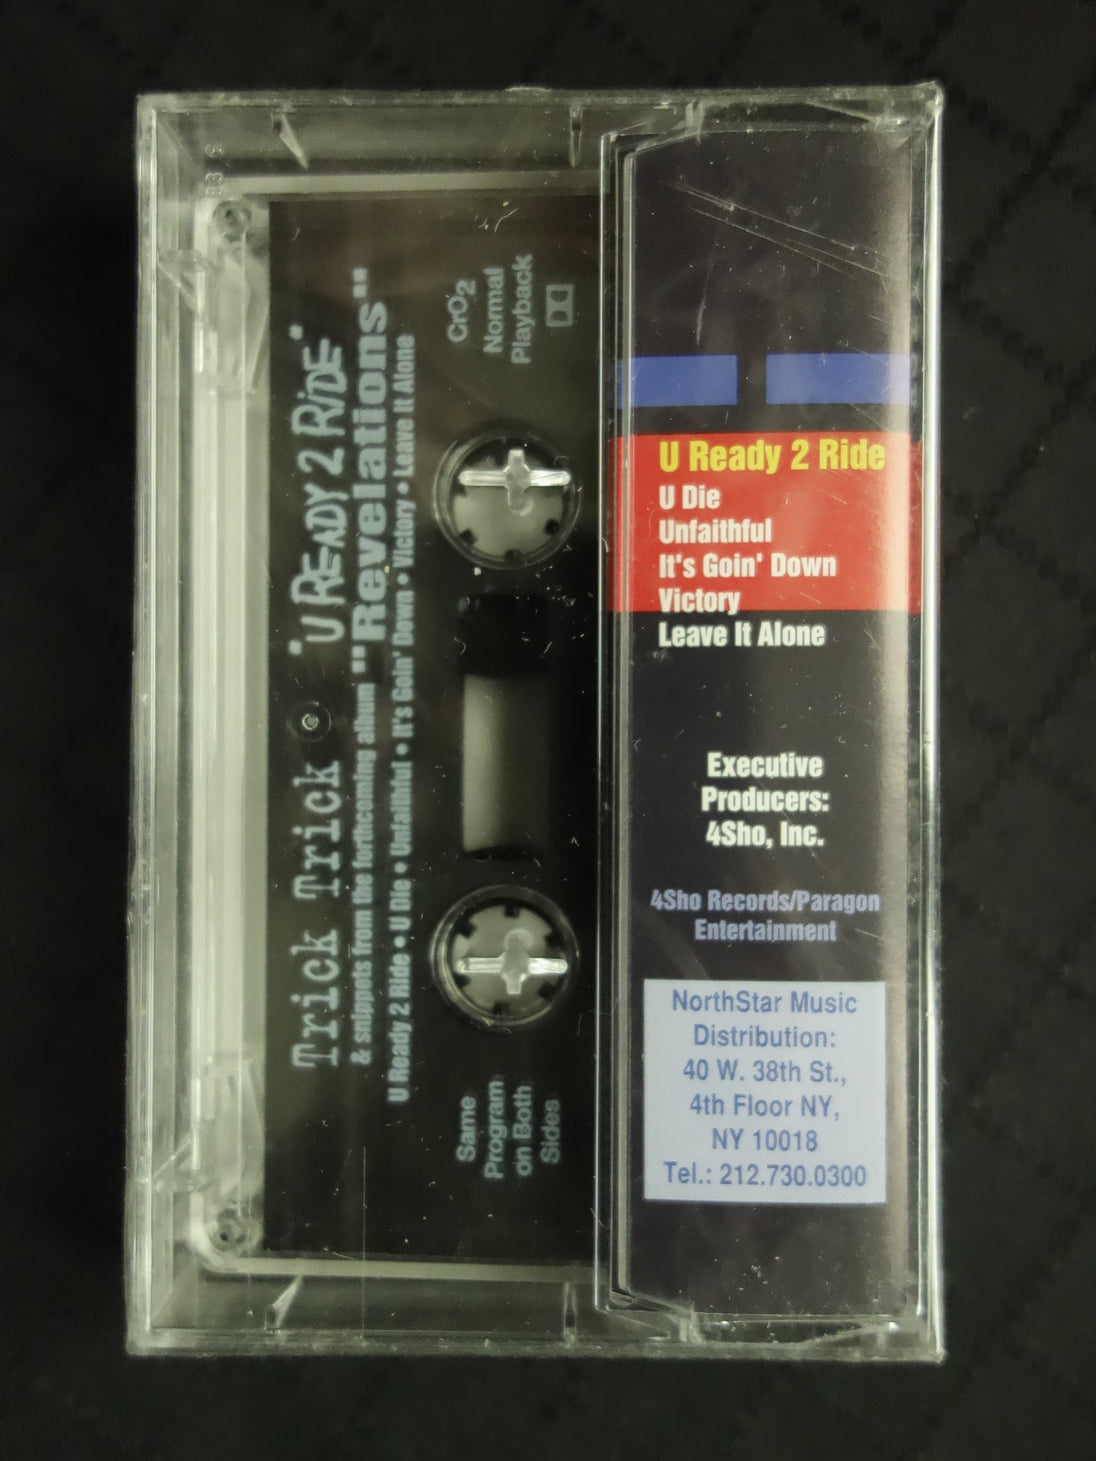 Trick Trick "U READY 2 RiDE"
& snippets from the forthcoming album "Revelations"
U Ready 2 Ride • U Die • Unfaithful • It's Goin' Down • Victory • Leave It Alone
CrO2
Normal
Playback
Same
Program
on Both
Sides
U Ready 2 Ride
U Die
Unfaithful
It's Goin' Down
Victory
Leave It Alone
Executive
Producers:
4Sho, Inc.
4Sho Records/Paragon
Entertainment
NorthStar Music
Distribution:
40 W. 38th St.,
4th Floor NY,
NY 10018
Tel.: 212.730.0300